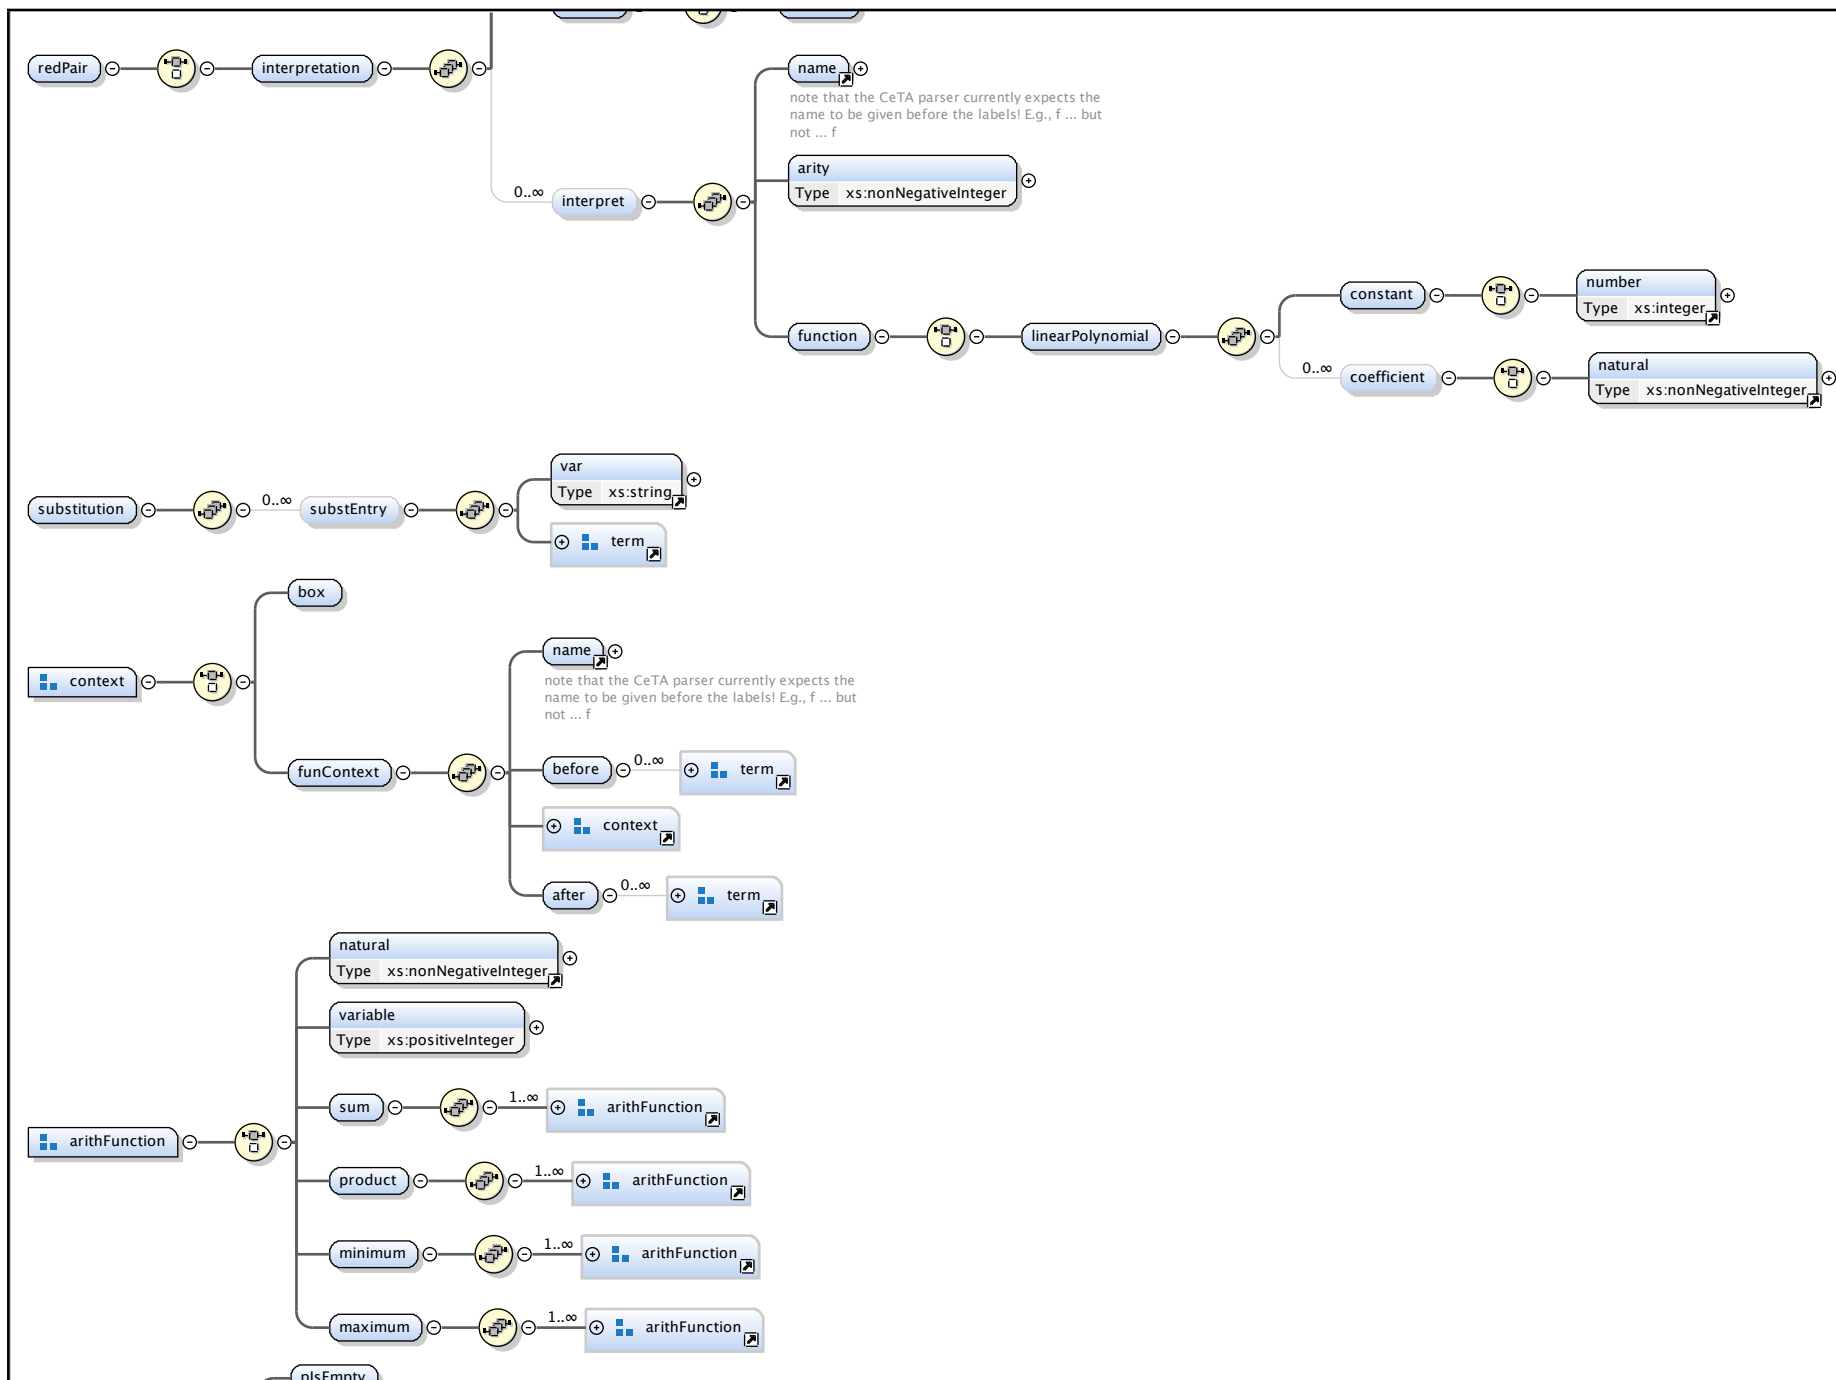 redPair
interpretation
name
note that the CeTA parser currently expects the
name to be given before the labels! E.g., f ... but
not ... f
arity
Type xs:nonNegativeInteger
0..∞
interpret
function
linearPolynomial
constant
number
Type xs:integer
0..∞
coefficient
natural
Type xs:nonNegativeInteger
substitution
0..∞
substEntry
var
Type xs:string
term
context
box
funContext
name
note that the CeTA parser currently expects the
name to be given before the labels! E.g., f ... but
not ... f
before
0..∞
term
context
after
0..∞
term
arithFunction
natural
Type xs:nonNegativeInteger
variable
Type xs:positiveInteger
sum
1..∞
arithFunction
product
1..∞
arithFunction
minimum
1..∞
arithFunction
maximum
1..∞
arithFunction
plsEmpty